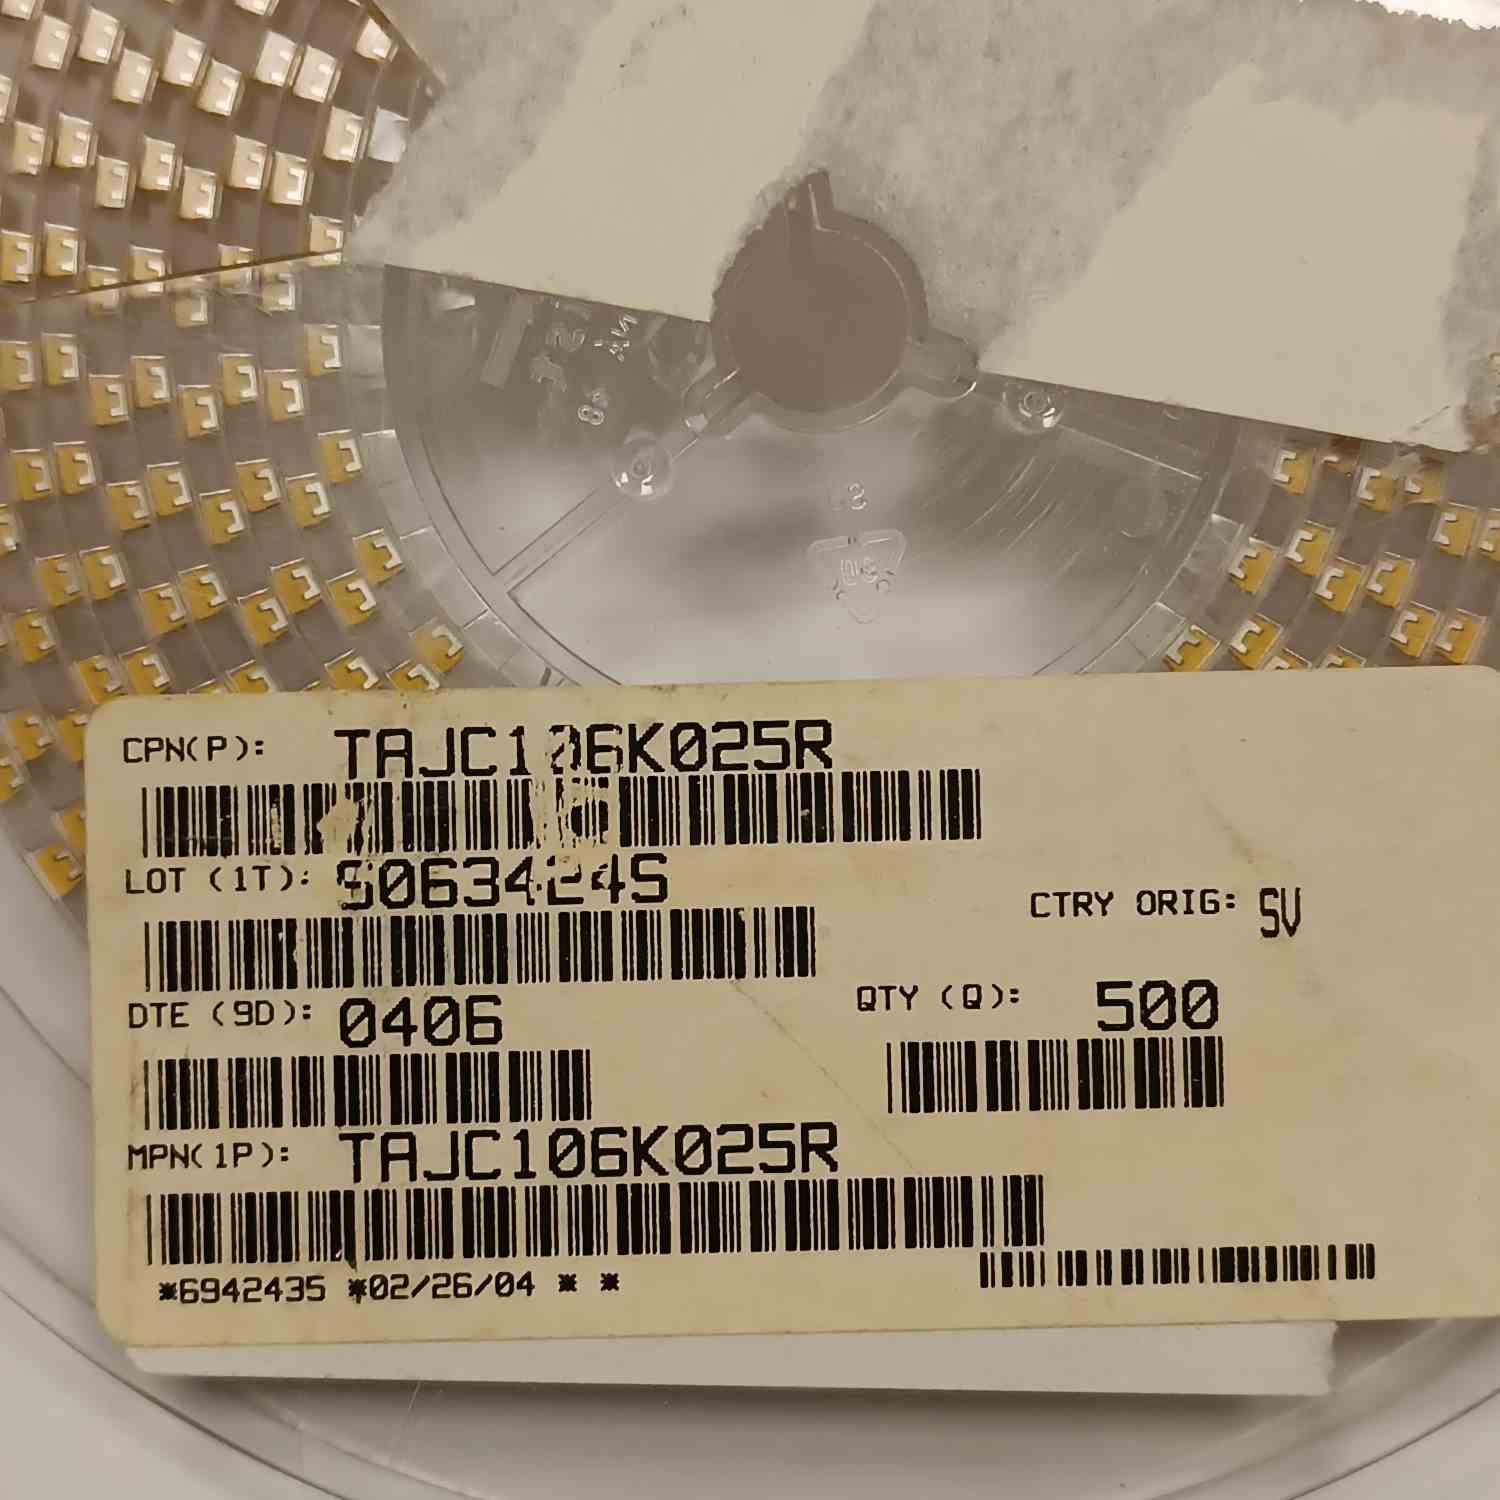 CPN(P): TAJC106K025R
LOT (1T): S063424S
CTRY ORIG: SV
DTE (9D): 0406
QTY (Q): 500
MPN(1P): TAJC106K025R
*6942435 *02/26/04 * *